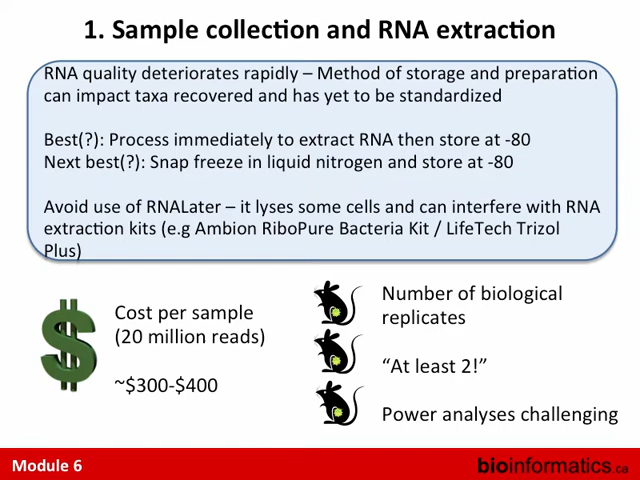 1. Sample collection and RNA extraction
RNA quality deteriorates rapidly – Method of storage and preparation
can impact taxa recovered and has yet to be standardized
Best(?): Process immediately to extract RNA then store at -80
Next best(?): Snap freeze in liquid nitrogen and store at -80
Avoid use of RNALater – it lyses some cells and can interfere with RNA
extraction kits (e.g Ambion RiboPure Bacteria Kit / LifeTech Trizol
Plus)
Cost per sample
(20 million reads)
~$300-$400
Number of biological
replicates
“At least 2!”
Power analyses challenging
Module 6
bioinformatics.ca